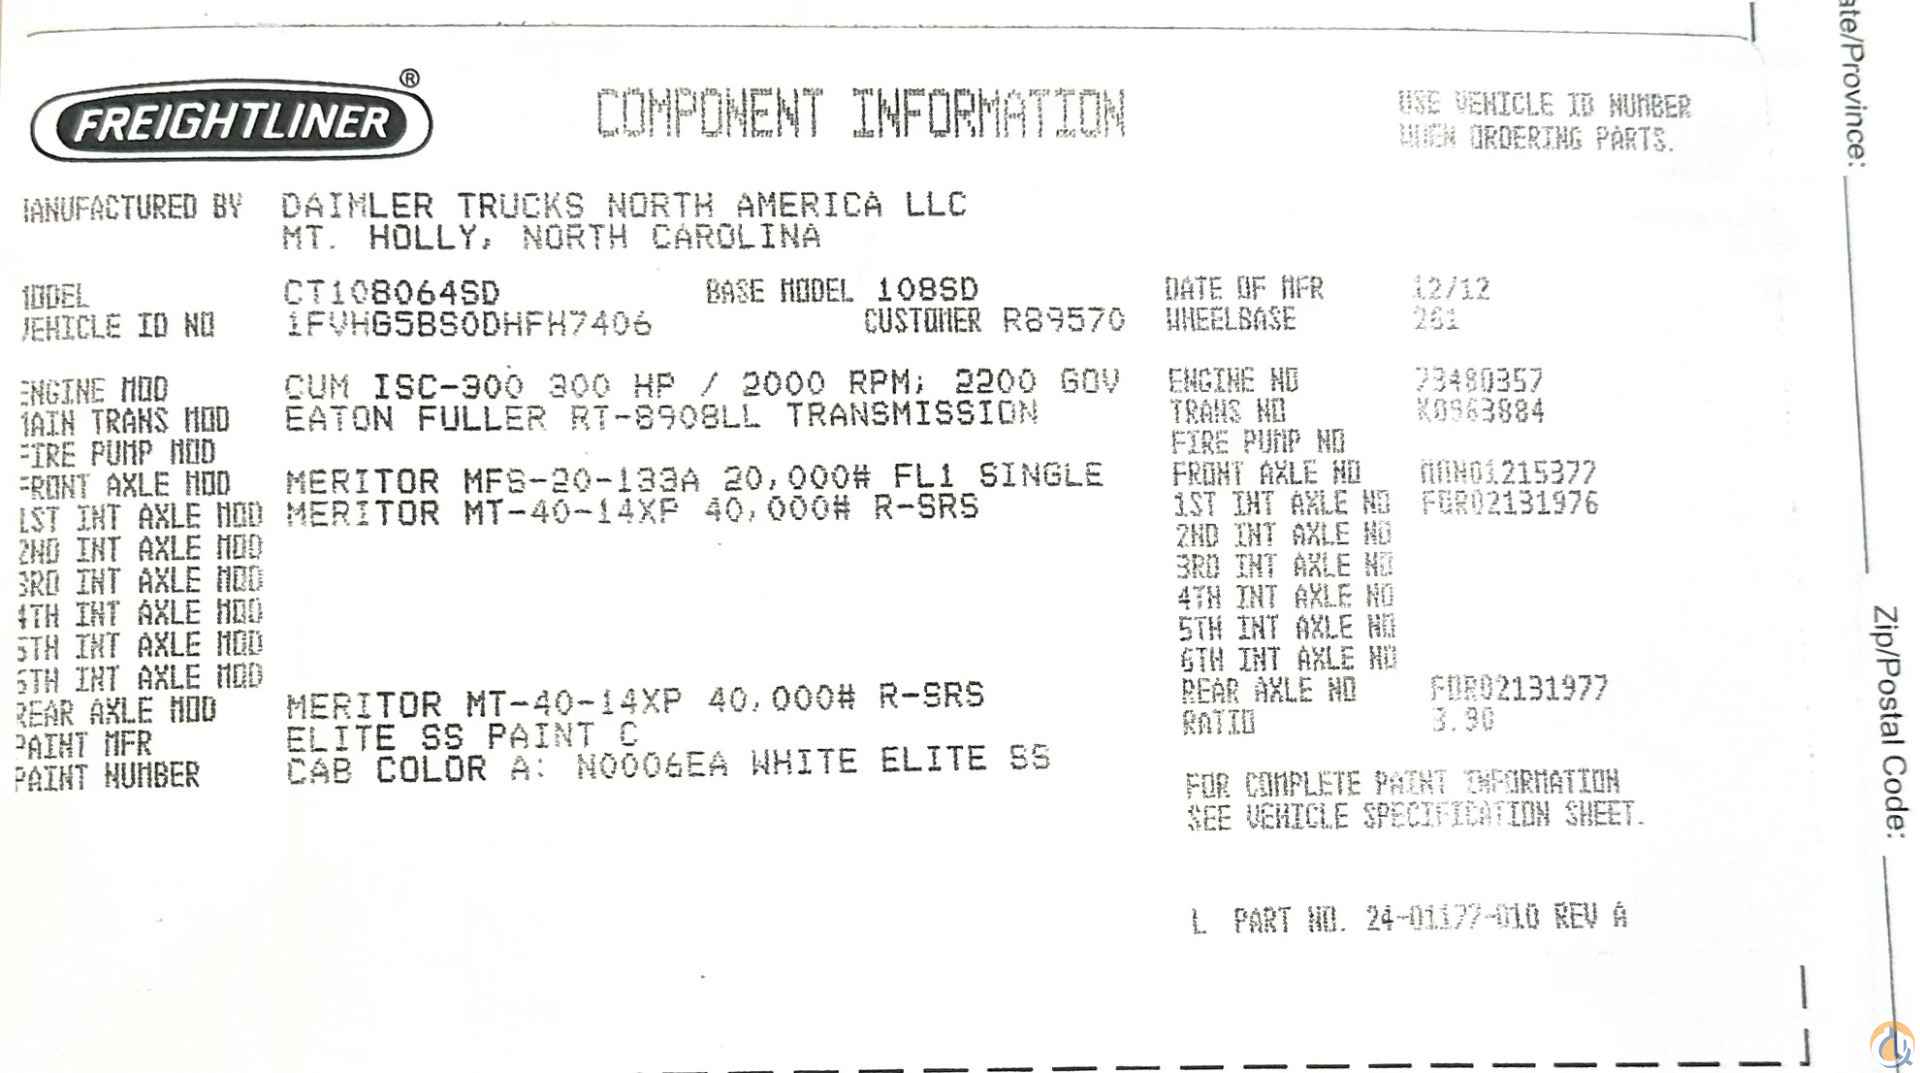 FREIGHTLINER®
COMPONENT INFORMATION
USE VEHICLE ID NUMBER
WHEN ORDERING PARTS.
MANUFACTURED BY DAIMLER TRUCKS NORTH AMERICA LLC
MT. HOLLY, NORTH CAROLINA
MODEL CT108064SD BASE MODEL 108SD DATE OF MFR 12/12
VEHICLE ID NO 1FVHG5BS0DHFH7406 CUSTOMER R89570 WHEELBASE 261
ENGINE MOD CUM ISC-300 300 HP / 2000 RPM; 2200 GOV ENGINE NO 73480357
MAIN TRANS MOD EATON FULLER RT-8908LL TRANSMISSION TRANS NO K0963884
FIRE PUMP MOD FIRE PUMP NO
FRONT AXLE MOD MERITOR MFS-20-133A 20,000# FL1 SINGLE FRONT AXLE NO
1ST INT AXLE MOD MERITOR MT-40-14XP 40,000# R-SRS 1ST INT AXLE NO FDR02131976
2ND INT AXLE MOD 2ND INT AXLE NO
3RD INT AXLE MOD 3RD INT AXLE NO
4TH INT AXLE MOD 4TH INT AXLE NO
5TH INT AXLE MOD 5TH INT AXLE NO
6TH INT AXLE MOD 6TH INT AXLE NO
REAR AXLE MOD MERITOR MT-40-14XP 40,000# R-SRS REAR AXLE NO FDR02131977
RATIO 3.90
PAINT MFR ELITE SS PAINT C
PAINT NUMBER CAB COLOR A: N0006EA WHITE ELITE SS
FOR COMPLETE PAINT INFORMATION
SEE VEHICLE SPECIFICATION SHEET.
L PART NO. 24-01177-010 REV A
ate/Province:
Zip/Postal Code: